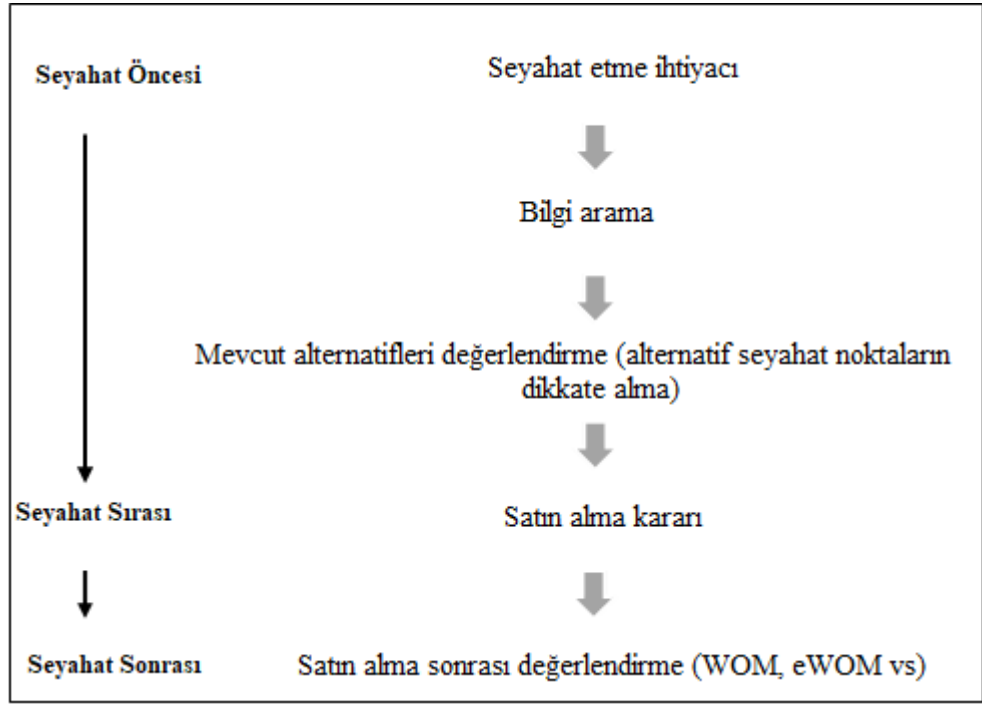 Seyahat Öncesi
Seyahat etme ihtiyacı
Bilgi arama
Mevcut alternatifleri değerlendirme (alternatif seyahat noktaların
dikkate alma)
Seyahat Sırası
Satın alma kararı
Seyahat Sonrası
Satın alma sonrası değerlendirme (WOM, eWOM vs)